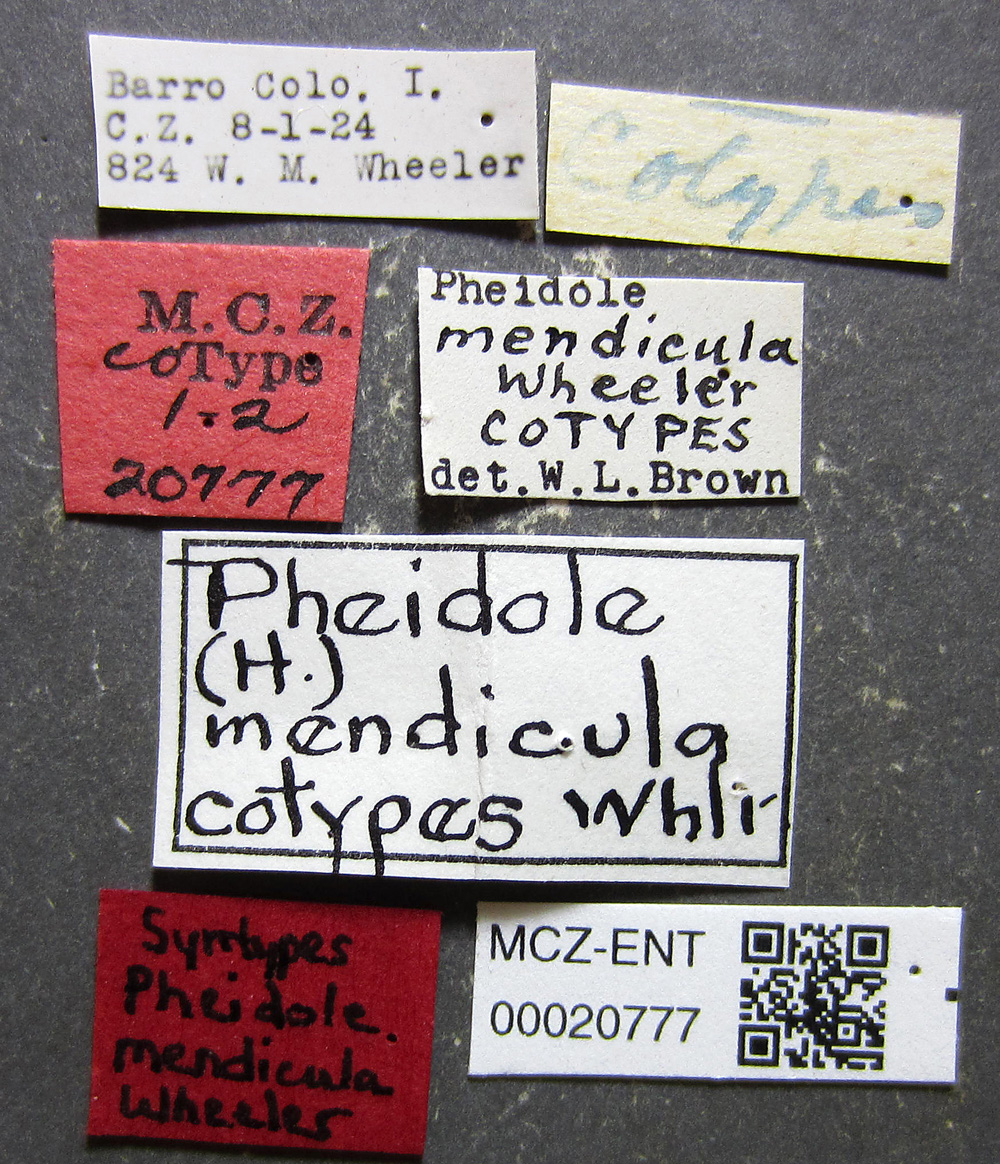 Barro Colo. I.
C.Z. 8-1-24
824 W. M. Wheeler
Cotypes
M.C.Z.
coType
1-2
20777
Pheidole
mendicula
Wheeler
COTYPES
det. W.L. Brown
Pheidole
(H.)
mendicula
cotypes Whlr
Syntypes
Pheidole
mendicula
Wheeler
MCZ-ENT
00020777